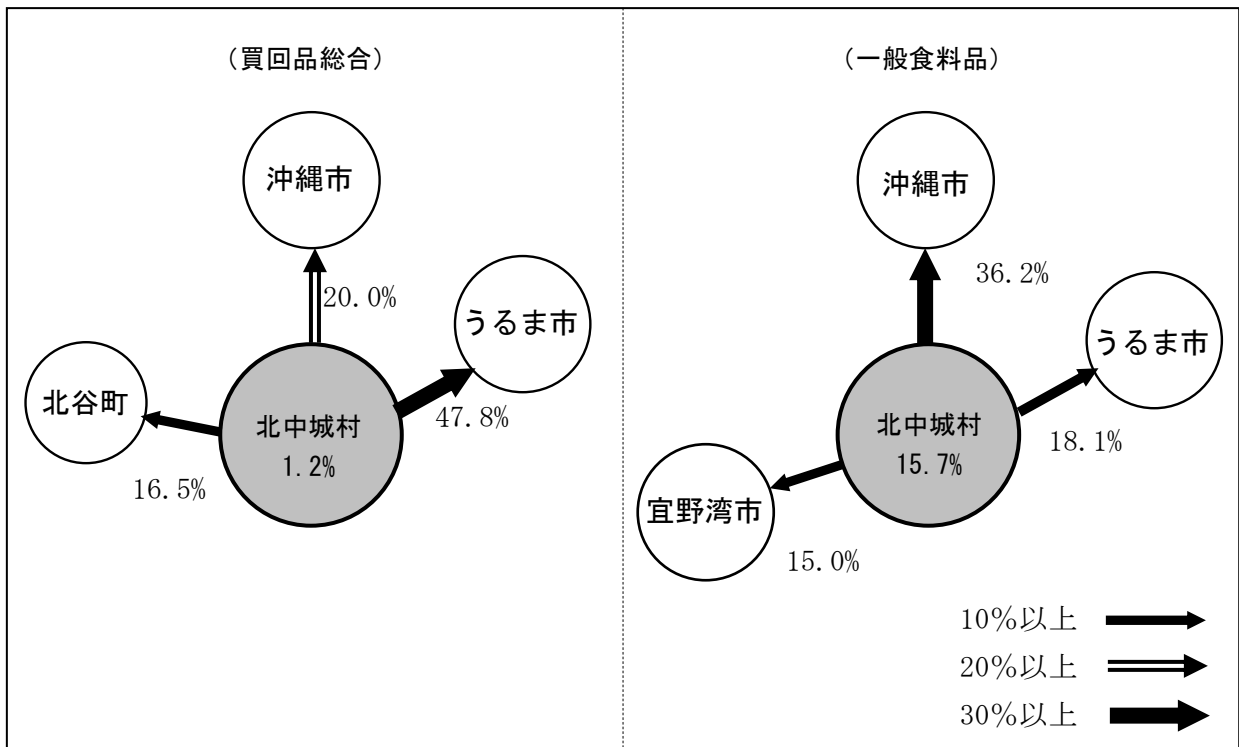 （買回品総合）
沖縄市
20.0%
うるま市
47.8%
北谷町
16.5%
北中城村
1.2%
（一般食料品）
沖縄市
36.2%
うるま市
18.1%
北中城村
15.7%
宜野湾市
15.0%
10%以上
20%以上
30%以上